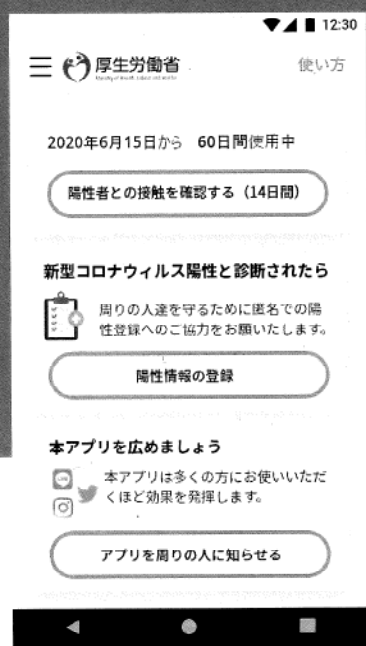 12:30
厚生労働省
使い方
2020年6月15日から 60日間使用中
陽性者との接触を確認する（14日間）
新型コロナウィルス陽性と診断されたら
周りの人達を守るために匿名での陽
性登録へのご協力をお願いたします。
陽性情報の登録
本アプリを広めましょう
本アプリは多くの方にお使いいただ
くほど効果を発揮します。
アプリを周りの人に知らせる